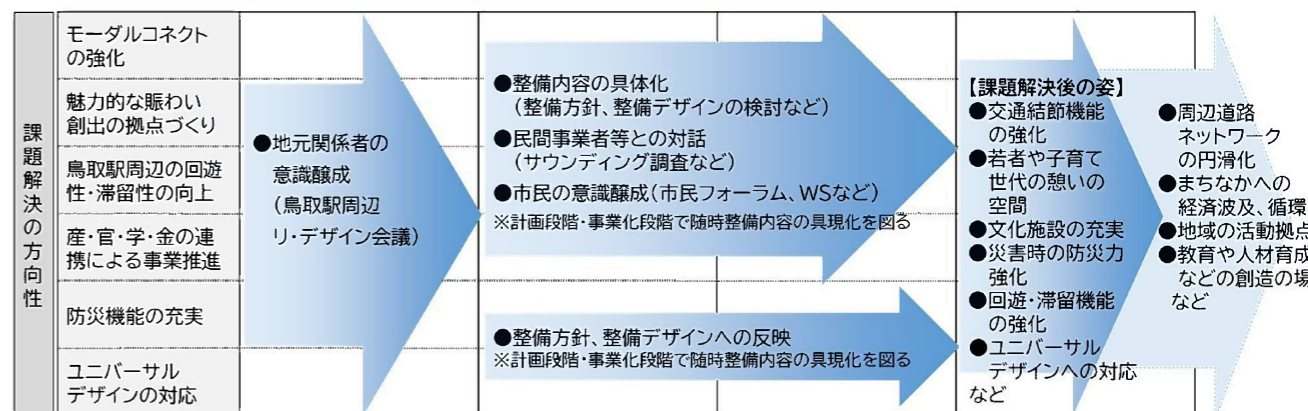 課題解決の方向性
モーダルコネクト
の強化
魅力的な賑わい
創出の拠点づくり
鳥取駅周辺の回遊
性・滞留性の向上
産・官・学・金の連
携による事業推進
防災機能の充実
ユニバーサル
デザインの対応
●地元関係者の
意識醸成
（鳥取駅周辺
リ・デザイン会議）
●整備内容の具体化
（整備方針、整備デザインの検討など）
●民間事業者等との対話
（サウンディング調査など）
●市民の意識醸成（市民フォーラム、WSなど）
※計画段階・事業化段階で随時整備内容の具現化を図る
●整備方針、整備デザインへの反映
※計画段階・事業化段階で随時整備内容の具現化を図る
【課題解決後の姿】
●交通結節機能
の強化
●若者や子育て
世代の憩いの
空間
●文化施設の充実
●災害時の防災力
強化
●回遊・滞留機能
の強化
●ユニバーサル
デザインへの対応
など
●周辺道路
ネットワーク
の円滑化
●まちなかへの
経済波及、循環
●地域の活動拠点
●教育や人材育成
などの創造の場
など